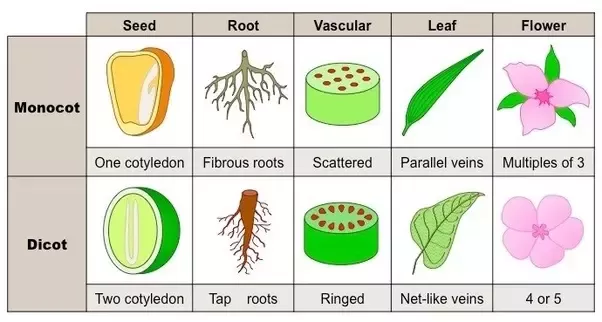 Seed Root Vascular Leaf Flower
Monocot
One cotyledon Fibrous roots Scattered Parallel veins Multiples of 3
Dicot
Two cotyledon Tap roots Ringed Net-like veins 4 or 5